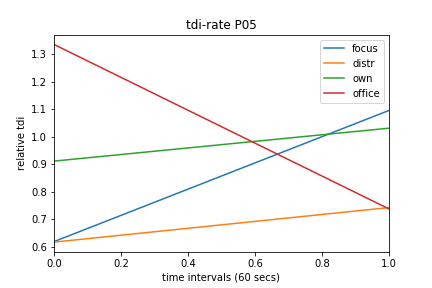 tdi-rate P05
focus
distr
own
office
relative tdi
1.3
1.2
1.1
1.0
0.9
0.8
0.7
0.6
0.0 0.2 0.4 0.6 0.8 1.0
time intervals (60 secs)